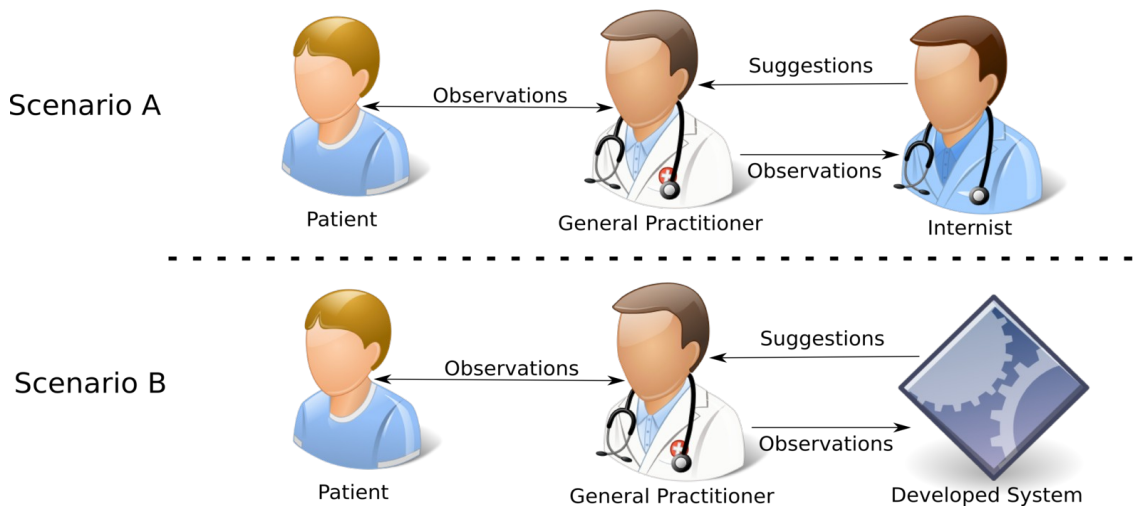 Scenario A
Observations
Suggestions
Observations
Patient
General Practitioner
Internist
Scenario B
Observations
Suggestions
Observations
Patient
General Practitioner
Developed System